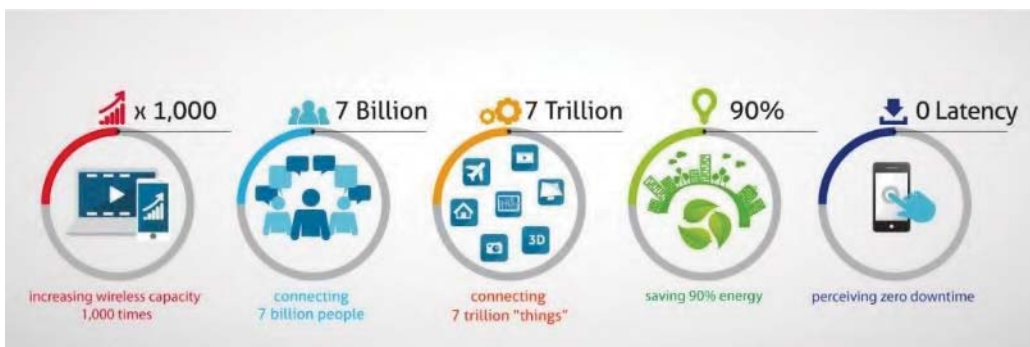 x 1,000
7 Billion
7 Trillion
90%
0 Latency
3D
increasing wireless capacity
1,000 times
connecting
7 billion people
connecting
7 trillion "things"
saving 90% energy
perceiving zero downtime